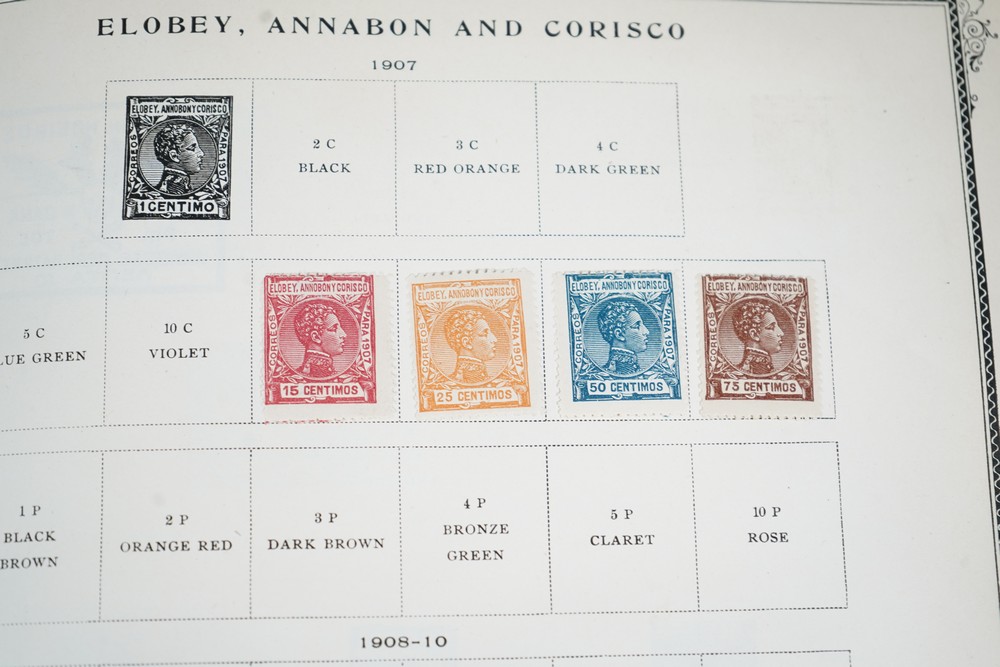 ELOBEY, ANNABON AND CORISCO
1907
ELOBEY, ANNOBON Y CORISCO
CORREOS
PARA 1907
1 CENTIMO
2 C
BLACK
3 C
RED ORANGE
4 C
DARK GREEN
5 C
LUE GREEN
10 C
VIOLET
ELOBEY, ANNOBON Y CORISCO
CORREOS
PARA 1907
15 CENTIMOS
ELOBEY, ANNOBON Y CORISCO
CORREOS
PARA 1907
25 CENTIMOS
ELOBEY, ANNOBON Y CORISCO
CORREOS
PARA 1907
50 CENTIMOS
ELOBEY, ANNOBON Y CORISCO
CORREOS
PARA 1907
75 CENTIMOS
1 P
BLACK
BROWN
2 P
ORANGE RED
3 P
DARK BROWN
4 P
BRONZE
GREEN
5 P
CLARET
10 P
ROSE
1908-10